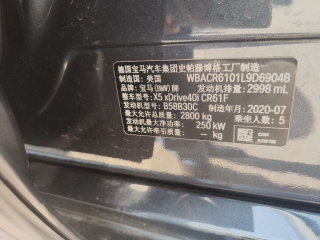 德国宝马汽车集团史帕滕博格工厂制造
制造国：美国 WBACR6101L9D69048
品牌：宝马(BMW)牌 发动机排量：2998 mL
整车型号：X5 xDrive40i CR61F
发动机型号：B58B30C 制造年月：2020-07
最大允许总质量：2800 kg 乘坐人数：5
发动机最大净功率：250 kW
最大允许牵引质量：— kg